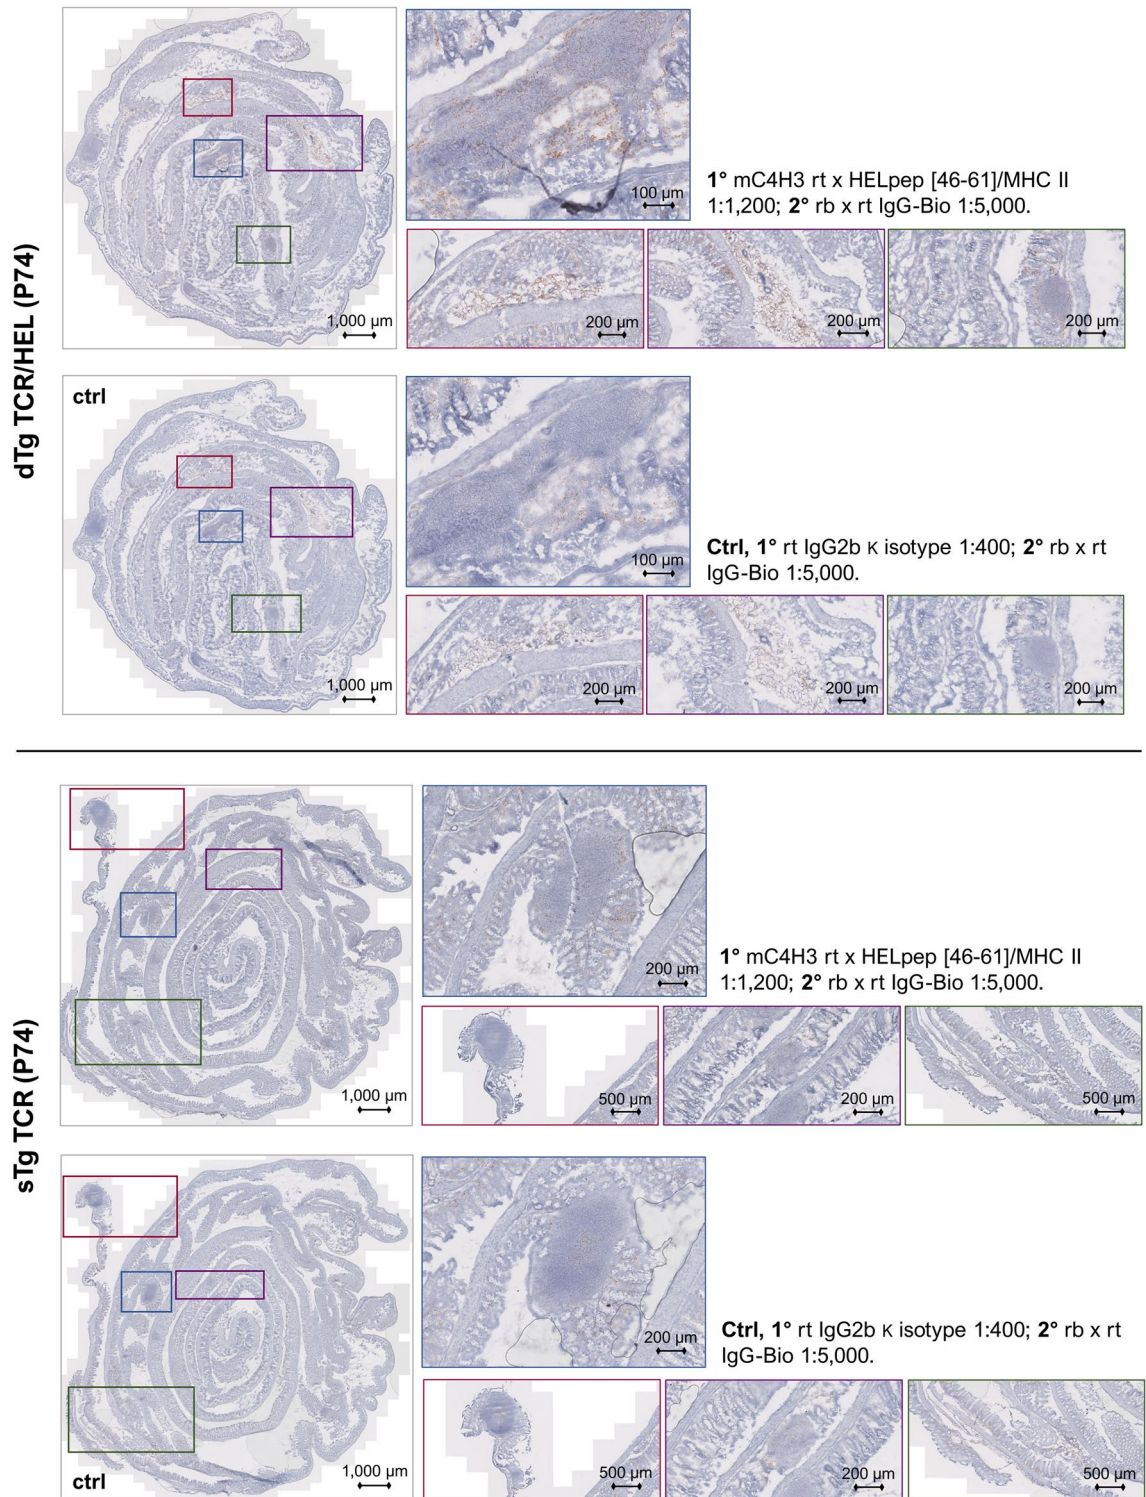 dTg TCR/HEL (P74)
1,000 µm
100 µm
1° mC4H3 rt x HELpep [46-61]/MHC II
1:1,200; 2° rb x rt IgG-Bio 1:5,000.
200 µm
200 µm
200 µm
ctrl
1,000 µm
100 µm
Ctrl, 1° rt IgG2b κ isotype 1:400; 2° rb x rt
IgG-Bio 1:5,000.
200 µm
200 µm
200 µm
sTg TCR (P74)
1,000 µm
200 µm
1° mC4H3 rt x HELpep [46-61]/MHC II
1:1,200; 2° rb x rt IgG-Bio 1:5,000.
500 µm
200 µm
500 µm
ctrl
1,000 µm
200 µm
Ctrl, 1° rt IgG2b κ isotype 1:400; 2° rb x rt
IgG-Bio 1:5,000.
500 µm
200 µm
500 µm